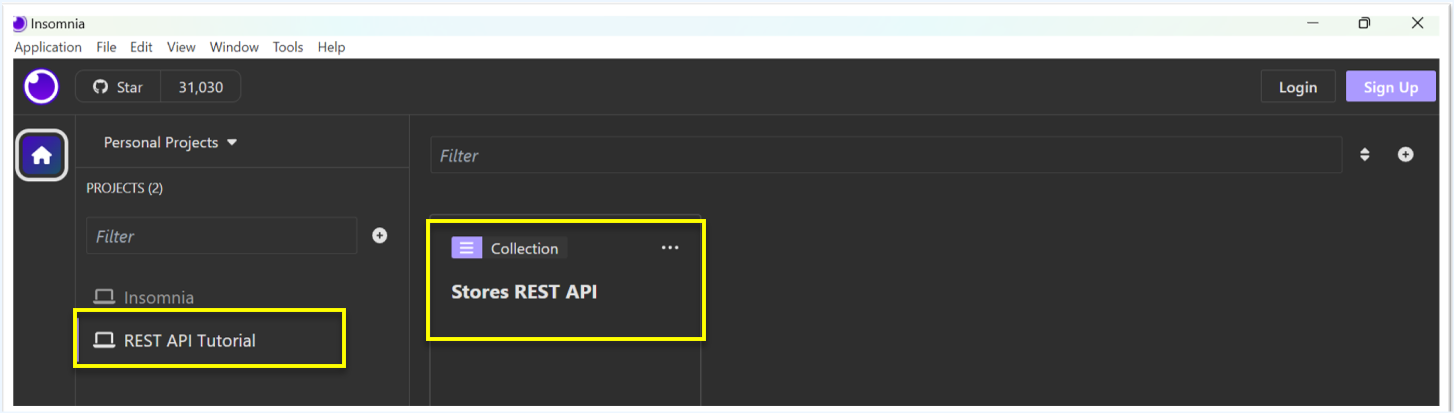 Insomnia
Application File Edit View Window Tools Help
Star 31,030
Login Sign Up
Personal Projects
PROJECTS (2)
Filter
Insomnia
REST API Tutorial
Filter
Collection ...
Stores REST API